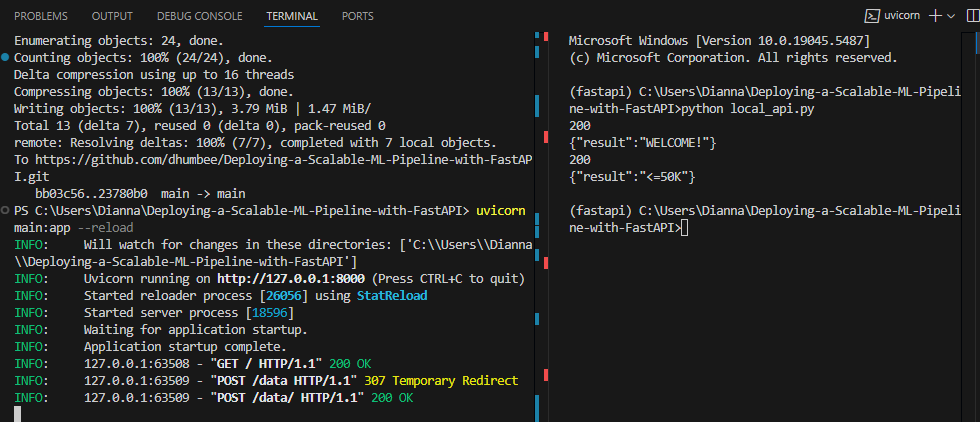 PROBLEMS OUTPUT DEBUG CONSOLE TERMINAL PORTS uvicorn
Enumerating objects: 24, done.
Counting objects: 100% (24/24), done.
Delta compression using up to 16 threads
Compressing objects: 100% (13/13), done.
Writing objects: 100% (13/13), 3.79 MiB | 1.47 MiB/
Total 13 (delta 7), reused 0 (delta 0), pack-reused 0
remote: Resolving deltas: 100% (7/7), completed with 7 local objects.
To https://github.com/dhumbee/Deploying-a-Scalable-ML-Pipeline-with-FastAP
I.git
bb03c56..23780b0 main -> main
PS C:\Users\Dianna\Deploying-a-Scalable-ML-Pipeline-with-FastAPI> uvicorn
main:app --reload
INFO: Will watch for changes in these directories: ['C:\\Users\\Dianna
\\Deploying-a-Scalable-ML-Pipeline-with-FastAPI']
INFO: Uvicorn running on http://127.0.0.1:8000 (Press CTRL+C to quit)
INFO: Started reloader process [26056] using StatReload
INFO: Started server process [18596]
INFO: Waiting for application startup.
INFO: Application startup complete.
INFO: 127.0.0.1:63508 - "GET / HTTP/1.1" 200 OK
INFO: 127.0.0.1:63509 - "POST /data HTTP/1.1" 307 Temporary Redirect
INFO: 127.0.0.1:63509 - "POST /data/ HTTP/1.1" 200 OK
Microsoft Windows [Version 10.0.19045.5487]
(c) Microsoft Corporation. All rights reserved.
(fastapi) C:\Users\Dianna\Deploying-a-Scalable-ML-Pipeli
ne-with-FastAPI>python local_api.py
200
{"result":"WELCOME!"}
200
{"result":"<=50K"}
(fastapi) C:\Users\Dianna\Deploying-a-Scalable-ML-Pipeli
ne-with-FastAPI>